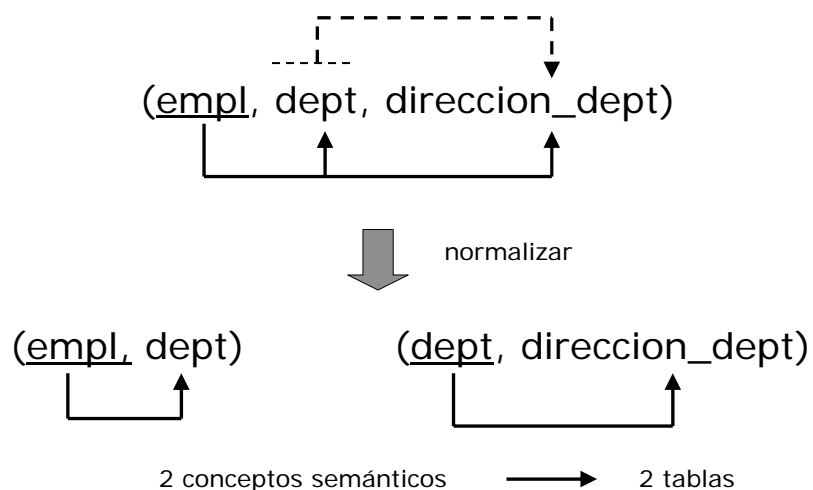 (empl, dept, direccion_dept)
normalizar
(empl, dept) (dept, direccion_dept)
2 conceptos semánticos 2 tablas